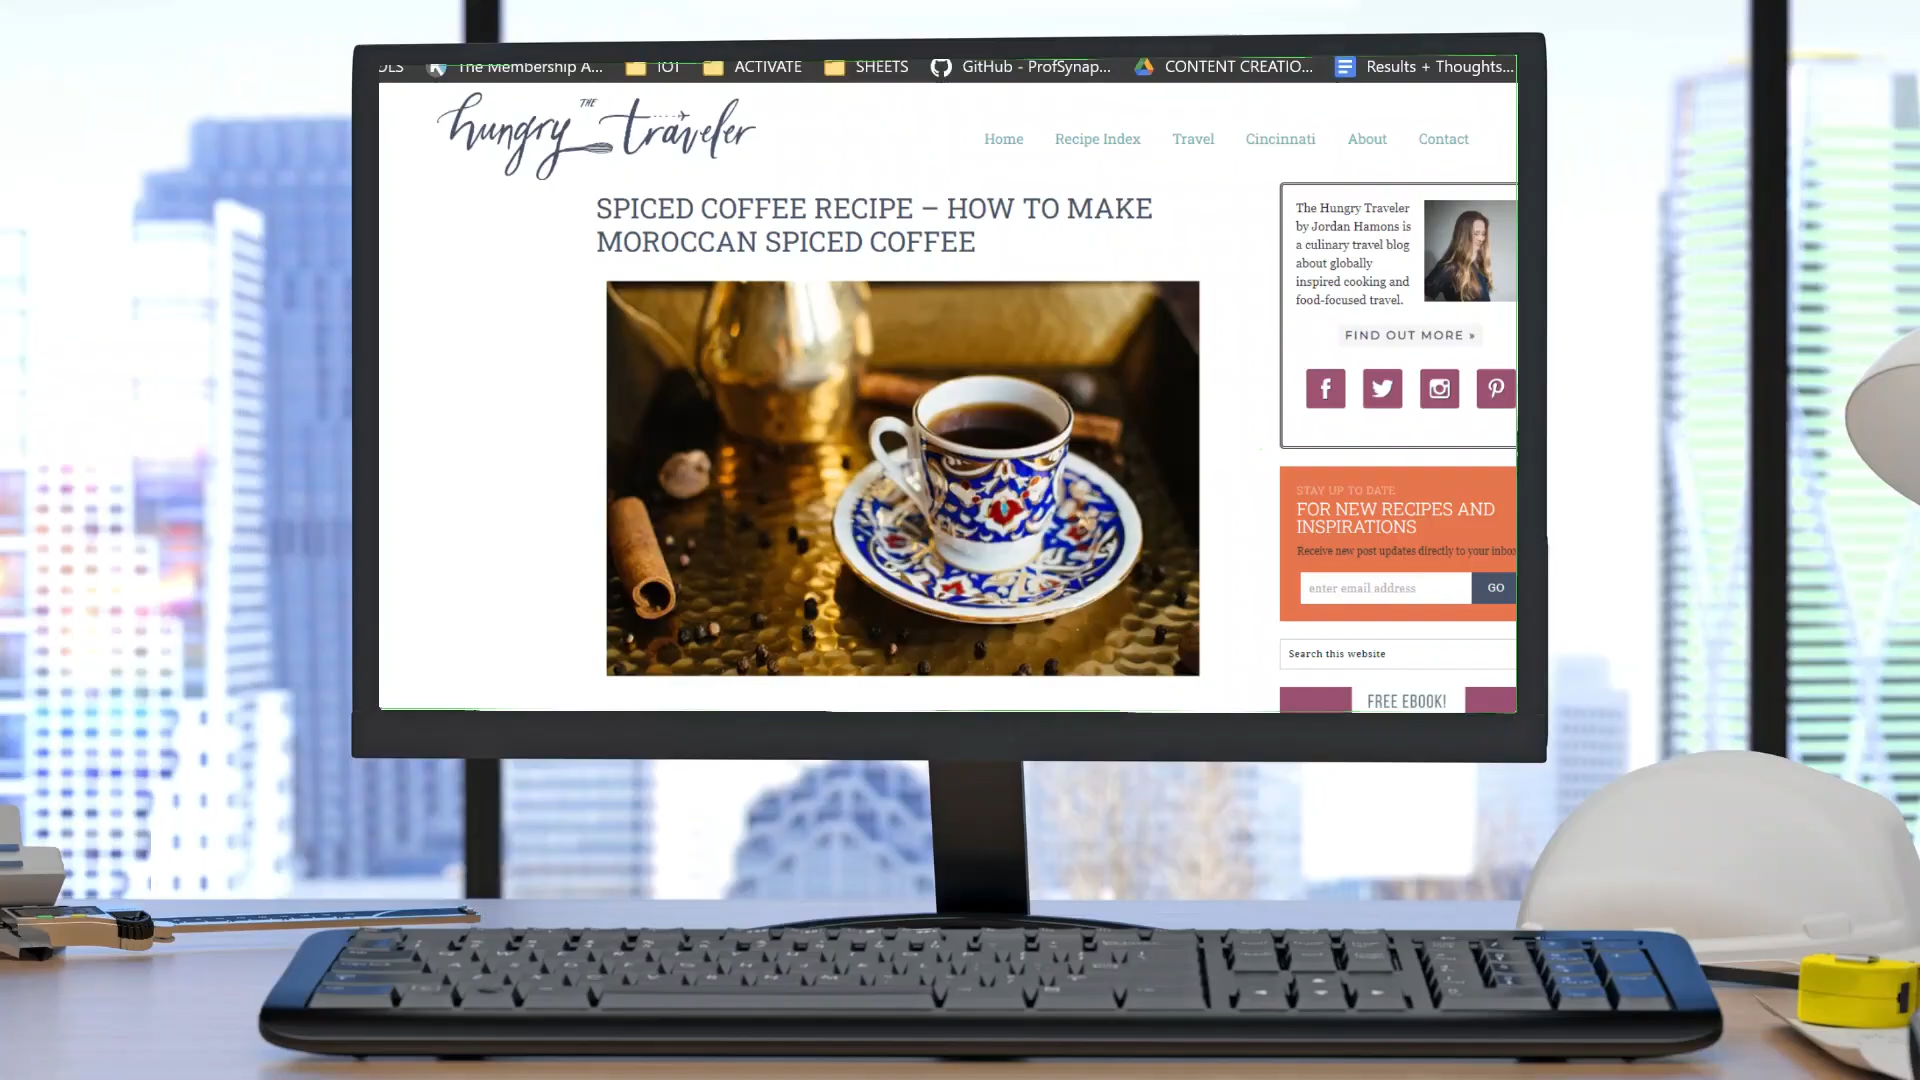 The Membership A...
IOT
ACTIVATE
SHEETS
GitHub - ProfSynap...
CONTENT CREATIO...
Results + Thoughts...
THE
hungry traveler
Home
Recipe Index
Travel
Cincinnati
About
Contact
SPICED COFFEE RECIPE – HOW TO MAKE
MOROCCAN SPICED COFFEE
The Hungry Traveler
by Jordan Hamons is
a culinary travel blog
about globally
inspired cooking and
food-focused travel.
FIND OUT MORE »
STAY UP TO DATE
FOR NEW RECIPES AND
INSPIRATIONS
Receive new post updates directly to your inbox
enter email address
GO
Search this website
FREE EBOOK!